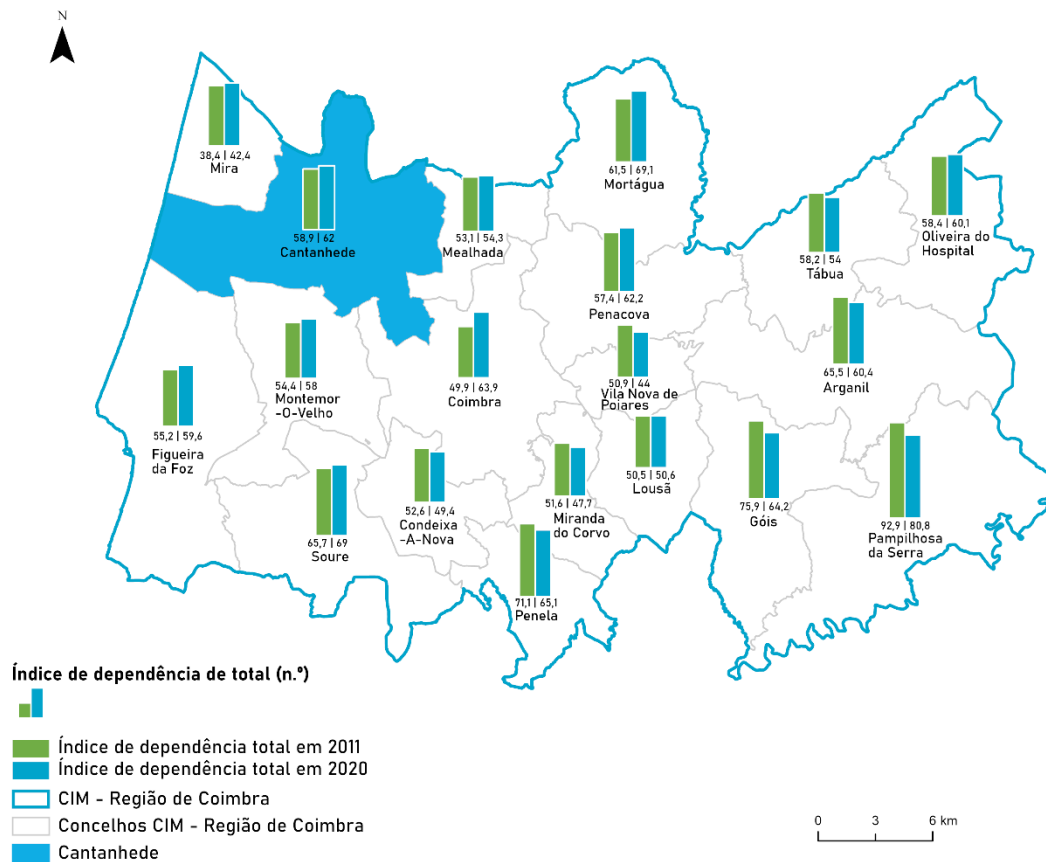 N
38,4 | 42,4
Mira
58,9 | 62
Cantanhede
53,1 | 54,3
Mealhada
61,5 | 69,1
Mortágua
58,2 | 54
Tábua
58,4 | 60,1
Oliveira do
Hospital
57,4 | 62,2
Penacova
54,4 | 58
Montemor
-O-Velho
49,9 | 63,9
Coimbra
50,9 | 44
Vila Nova de
Poiares
65,5 | 60,4
Arganil
55,2 | 59,6
Figueira
da Foz
65,7 | 69
Soure
52,6 | 49,4
Condeixa
-A-Nova
51,6 | 47,7
Miranda
do Corvo
50,5 | 50,6
Lousã
75,9 | 64,2
Góis
92,9 | 80,8
Pampilhosa
da Serra
71,1 | 65,1
Penela
Índice de dependência de total (n.º)
Índice de dependência total em 2011
Índice de dependência total em 2020
CIM - Região de Coimbra
Concelhos CIM - Região de Coimbra
Cantanhede
0 3 6 km